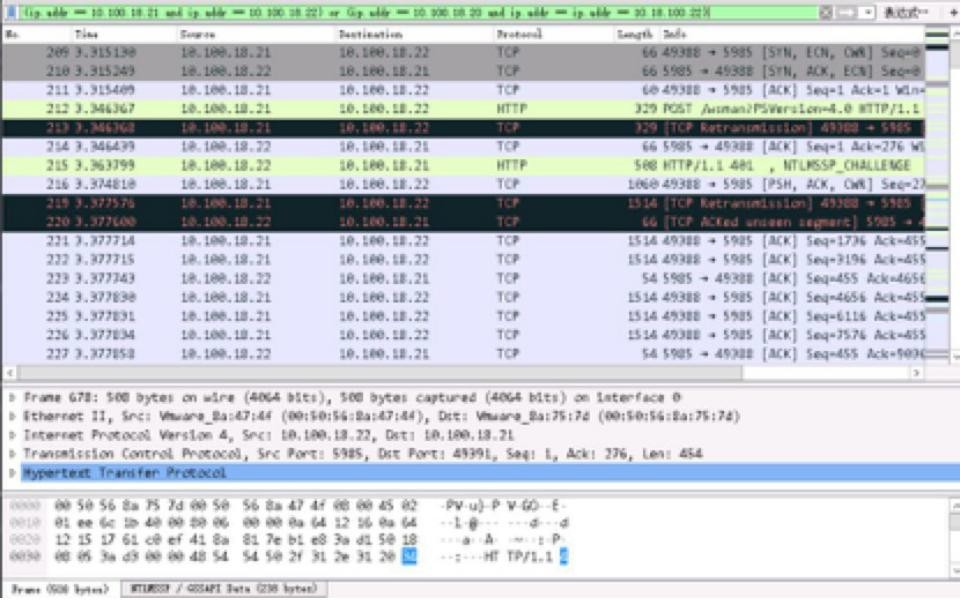 (ip.addr == 10.100.18.21 and ip.addr == 10.100.18.22) or (ip.addr == 10.100.18.20 and ip.addr == ip.addr == 10.18.100.22) 表达式…
No. Time Source Destination Protocol Length Info
209 3.315130 10.100.18.21 10.100.18.22 TCP 66 49388 → 5985 [SYN, ECN, CWR] Seq=0
210 3.315249 10.100.18.22 10.100.18.21 TCP 66 5985 → 49388 [SYN, ACK, ECN] Seq=0
211 3.315409 10.100.18.21 10.100.18.22 TCP 60 49388 → 5985 [ACK] Seq=1 Ack=1 Win=
212 3.346367 10.100.18.21 10.100.18.22 HTTP 329 POST /wsman?PSVersion=4.0 HTTP/1.1
213 3.346368 10.100.18.21 10.100.18.22 TCP 329 [TCP Retransmission] 49388 → 5985 [
214 3.346439 10.100.18.22 10.100.18.21 TCP 66 5985 → 49388 [ACK] Seq=1 Ack=276 Wi
215 3.363799 10.100.18.22 10.100.18.21 HTTP 508 HTTP/1.1 401 , NTLMSSP_CHALLENGE
216 3.374810 10.100.18.21 10.100.18.22 TCP 1060 49388 → 5985 [PSH, ACK, CWR] Seq=27
219 3.377576 10.100.18.21 10.100.18.22 TCP 1514 [TCP Retransmission] 49388 → 5985 [
220 3.377600 10.100.18.22 10.100.18.21 TCP 66 [TCP ACKed unseen segment] 5985 → 4
221 3.377714 10.100.18.21 10.100.18.22 TCP 1514 49388 → 5985 [ACK] Seq=1736 Ack=455
222 3.377715 10.100.18.21 10.100.18.22 TCP 1514 49388 → 5985 [ACK] Seq=3196 Ack=455
223 3.377743 10.100.18.22 10.100.18.21 TCP 54 5985 → 49388 [ACK] Seq=455 Ack=4656
224 3.377830 10.100.18.21 10.100.18.22 TCP 1514 49388 → 5985 [ACK] Seq=4656 Ack=455
225 3.377831 10.100.18.21 10.100.18.22 TCP 1514 49388 → 5985 [ACK] Seq=6116 Ack=455
226 3.377834 10.100.18.21 10.100.18.22 TCP 1514 49388 → 5985 [ACK] Seq=7576 Ack=455
227 3.377858 10.100.18.22 10.100.18.21 TCP 54 5985 → 49388 [ACK] Seq=455 Ack=9036
Frame 678: 508 bytes on wire (4064 bits), 508 bytes captured (4064 bits) on interface 0
Ethernet II, Src: Vmware_8a:47:4f (00:50:56:8a:47:4f), Dst: Vmware_8a:75:7d (00:50:56:8a:75:7d)
Internet Protocol Version 4, Src: 10.100.18.22, Dst: 10.100.18.21
Transmission Control Protocol, Src Port: 5985, Dst Port: 49391, Seq: 1, Ack: 276, Len: 454
Hypertext Transfer Protocol
0000 00 50 56 8a 75 7d 00 50 56 8a 47 4f 08 00 45 02 ·PV·u}·P V·GO··E·
0010 01 ee 6c 1b 40 00 80 06 00 00 0a 64 12 16 0a 64 ··l·@··· ···d···d
0020 12 15 17 61 c0 ef 41 8a 81 7e b1 e8 3a d1 50 18 ···a··A· ·~··:·P·
0030 08 05 3a d3 00 00 48 54 54 50 2f 31 2e 31 20 34 ··:···HT TP/1.1 4
Frame (508 bytes) NTLMSSP / GSSAPI Data (238 bytes)